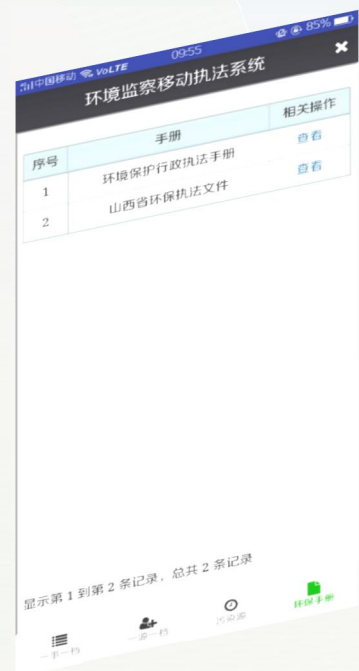 中国移动 VoLTE 09:55 85%
环境监察移动执法系统 ×
序号 手册 相关操作
1 环境保护行政执法手册 查看
2 山西省环保执法文件 查看
显示第 1 到第 2 条记录，总共 2 条记录
一事一档 一源一档 污染源 环保手册